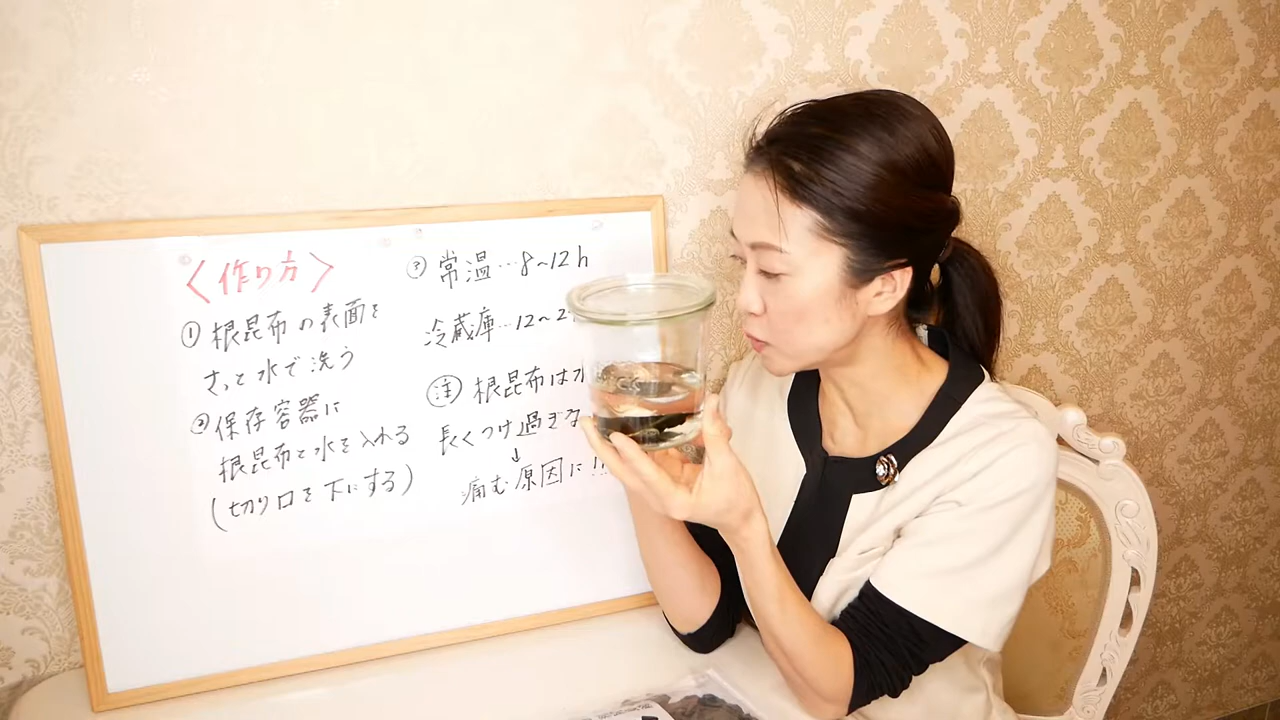 〈作り方〉
① 根昆布の表面を
さっと水で洗う
② 保存容器に
根昆布と水を入れる
(切り口を下にする)
常温…8~12h
冷蔵庫…12~2
注 根昆布は水
長くつけ過ぎ
↓
痛む原因に!!